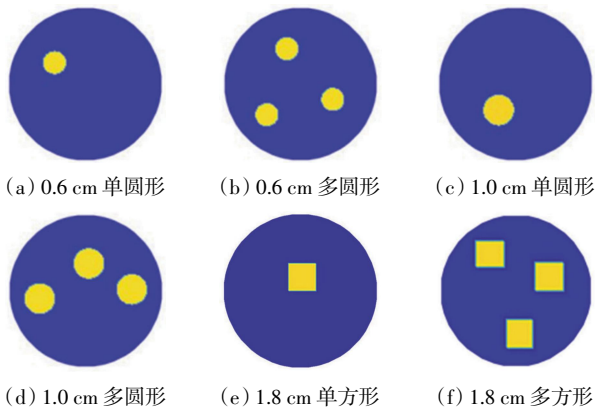 (a) 0.6 cm 单圆形 (b) 0.6 cm 多圆形 (c) 1.0 cm 单圆形
(d) 1.0 cm 多圆形 (e) 1.8 cm 单方形 (f) 1.8 cm 多方形